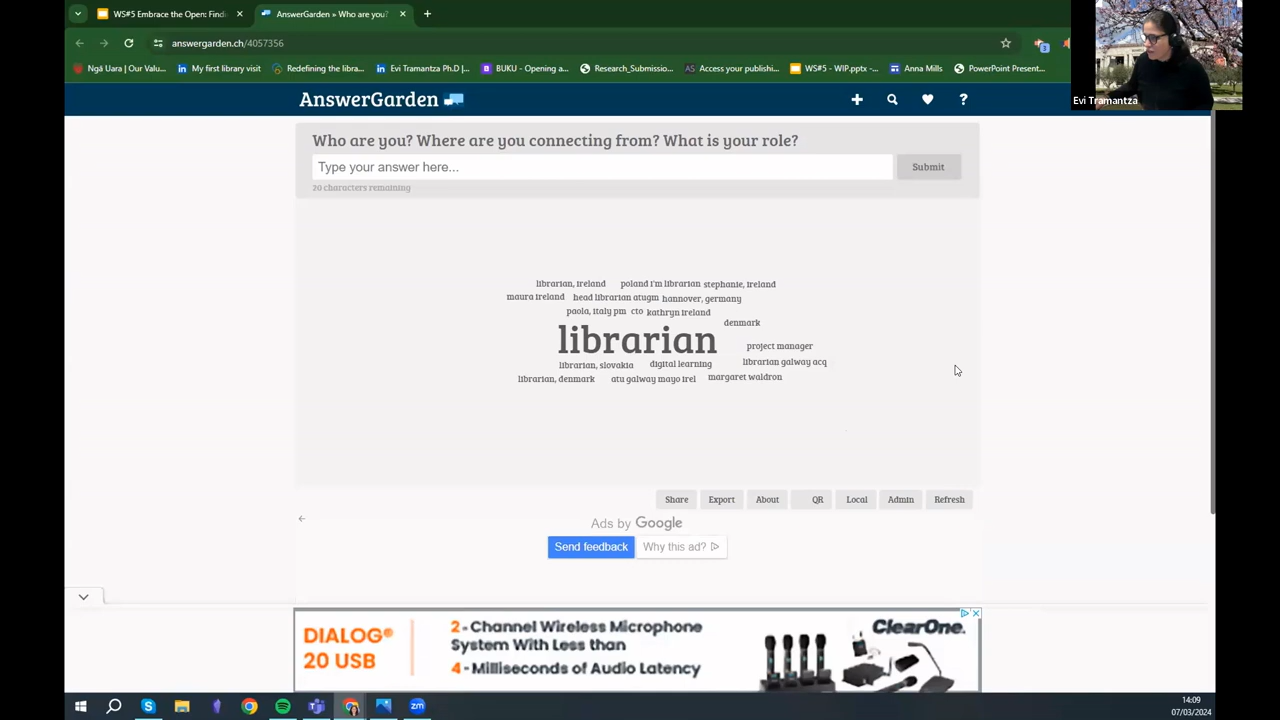 WS#5 Embrace the Open: Findi
AnswerGarden » Who are you?
answergarden.ch/4057356
Ngā Uara | Our Valu...
My first library visit
Redefining the libra...
Evi Tramantza Ph.D |...
BUKU - Opening a...
Research_Submissio...
Access your publishi...
WS#5 - WIP.pptx -...
Anna Mills
PowerPoint Present...
Evi Tramantza
AnswerGarden
Who are you? Where are you connecting from? What is your role?
Type your answer here...
Submit
20 characters remaining
librarian, ireland poland i'm librarian stephanie, ireland
maura ireland head librarian atugm hannover, germany
paola, italy pm cto kathryn ireland
denmark
librarian
project manager
librarian, slovakia digital learning librarian galway acq
librarian, denmark atu galway mayo irel margaret waldron
Share Export About QR Local Admin Refresh
Ads by Google
Send feedback Why this ad?
DIALOG® 20 USB
2 - Channel Wireless Microphone
System With Less than
4 - Milliseconds of Audio Latency
ClearOne.
zm
14:09
07/03/2024